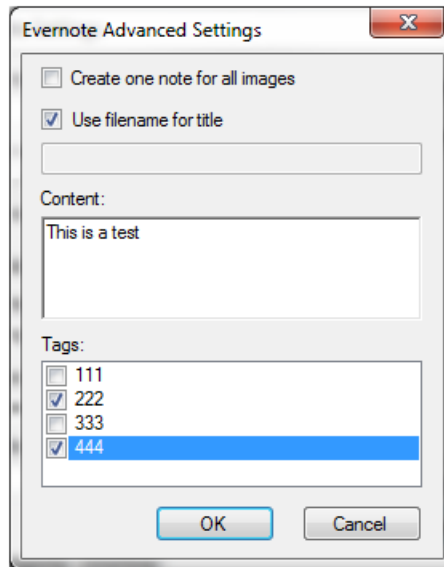 Evernote Advanced Settings
Create one note for all images
Use filename for title
Content:
This is a test
Tags:
111
222
333
444
OK Cancel